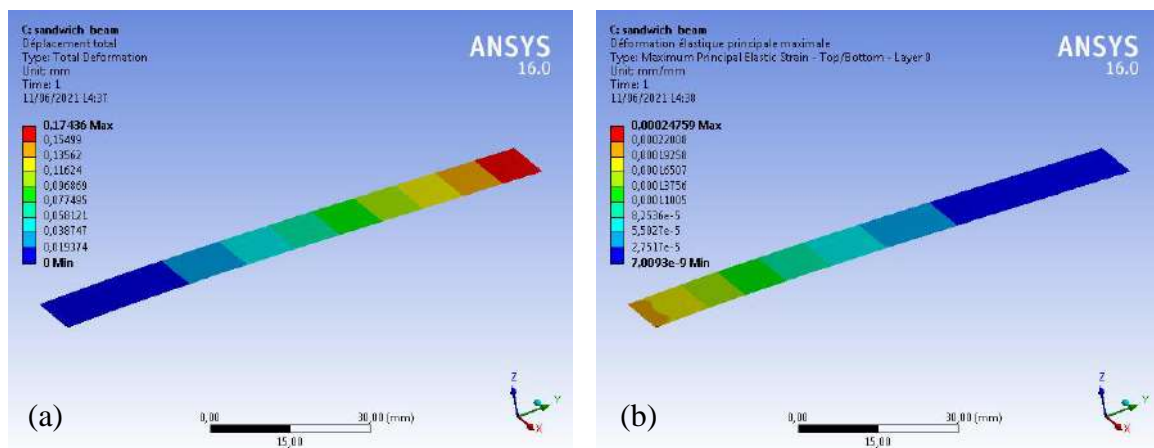 C: sandwich_beam
Déplacement total
Type: Total Deformation
Unit: mm
Time: 1
11/06/2021 14:37
ANSYS
16.0
0,17436 Max
0,15499
0,13562
0,11624
0,096869
0,077495
0,058121
0,038747
0,019374
0 Min
0,00
30,00 (mm)
15,00
Z
Y
X
(a)
C: sandwich_beam
Déformation élastique principale maximale
Type: Maximum Principal Elastic Strain - Top/Bottom - Layer 0
Unit: mm/mm
Time: 1
11/06/2021 14:38
ANSYS
16.0
0,00024759 Max
0,00022008
0,00019258
0,00016507
0,00013756
0,00011005
8,2536e-5
5,5027e-5
2,7517e-5
7,0093e-9 Min
0,00
30,00 (mm)
15,00
Z
Y
X
(b)